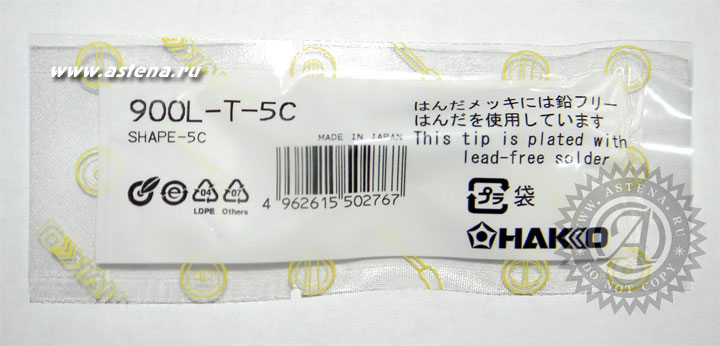 www.astena.ru
900L-T-5C
SHAPE-5C
MADE IN JAPAN
はんだメッキには鉛フリー
はんだを使用しています
This tip is plated with
lead-free solder
04
LDPE
07
Others
4 962615 502767
プラ
袋
HAKKO
WWW.ASTENA.RU
DO NOT COPY